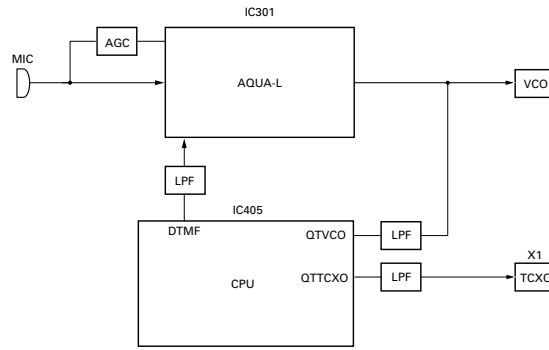 IC301
AGC
MIC
AQUA-L
VCO
LPF
IC405
DTMF
QTVCO
LPF
X1
QTTCXO
LPF
TCXO
CPU